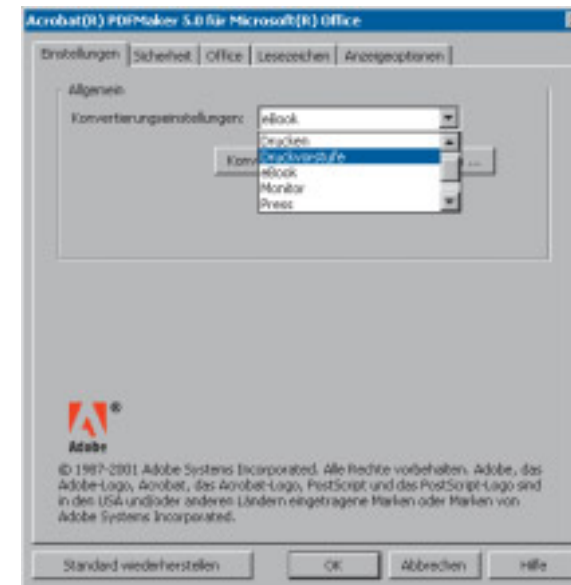 Acrobat(R) PDFMaker 5.0 für Microsoft(R) Office
Einstellungen Sicherheit Office Lesezeichen Anzeigeoptionen
Allgemein
Konvertierungseinstellungen: eBook
Drucken
Druckvorstufe
Konv ...
eBook
Monitor
Press
®
Adobe
© 1987-2001 Adobe Systems Incorporated. Alle Rechte vorbehalten. Adobe, das
Adobe-Logo, Acrobat, das Acrobat-Logo, PostScript und das PostScript-Logo sind
in den USA und/oder anderen Ländern eingetragene Marken oder Marken von
Adobe Systems Incorporated.
Standard wiederherstellen OK Abbrechen Hilfe